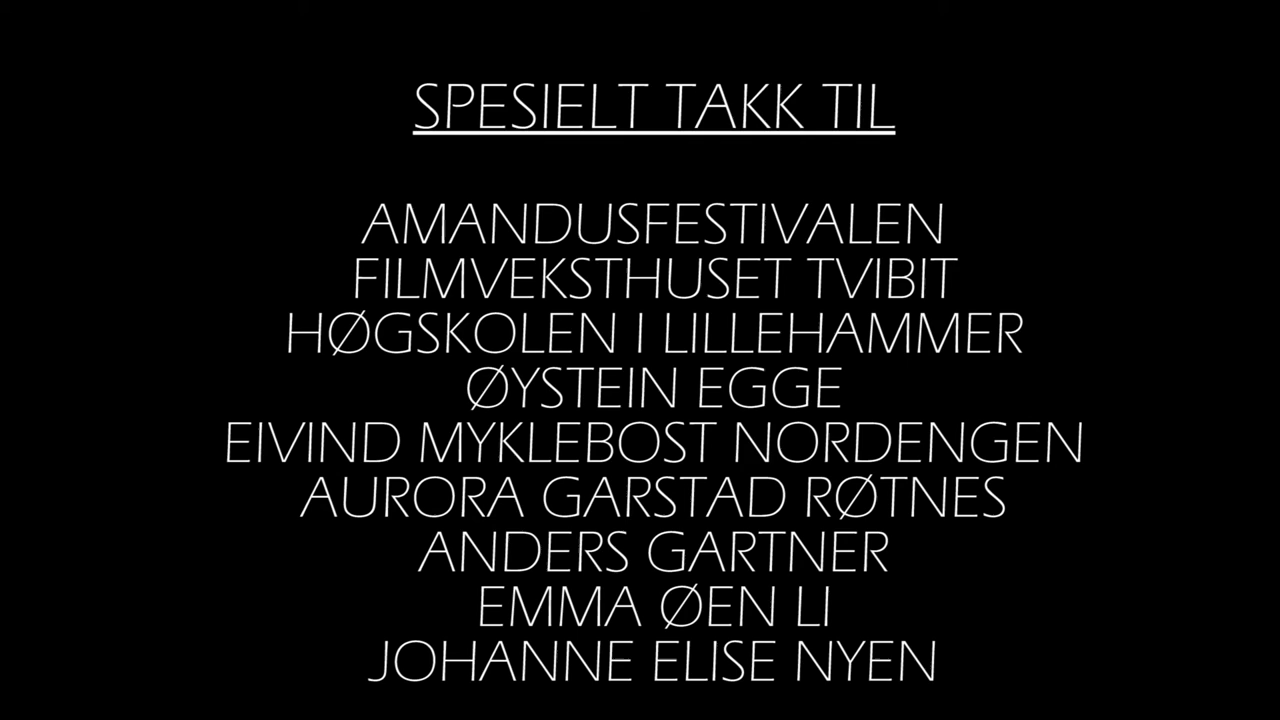 SPESIELT TAKK TIL
AMANDUSFESTIVALEN
FILMVEKSTHUSET TVIBIT
HØGSKOLEN I LILLEHAMMER
ØYSTEIN EGGE
EIVIND MYKLEBOST NORDENGEN
AURORA GARSTAD RØTNES
ANDERS GARTNER
EMMA ØEN LI
JOHANNE ELISE NYEN